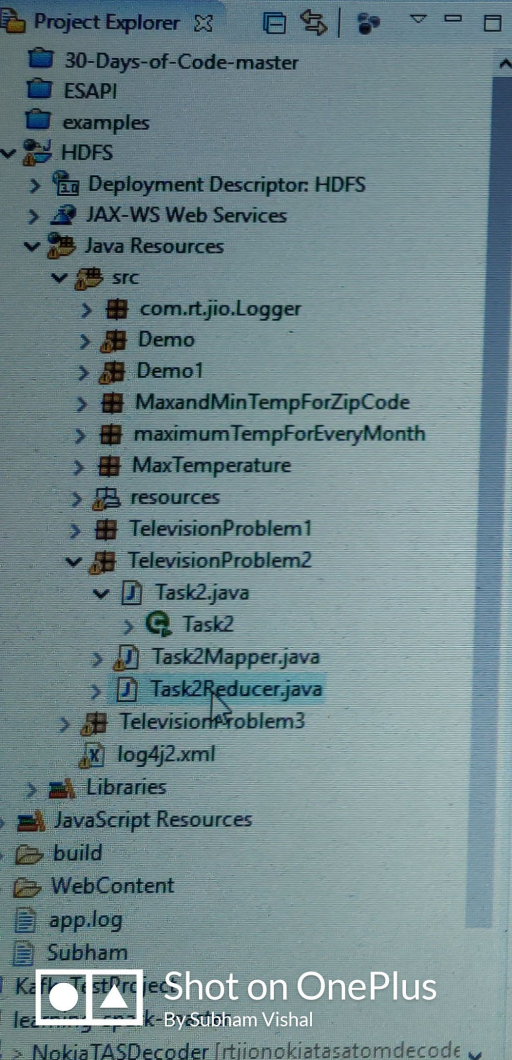 Project Explorer
30-Days-of-Code-master
ESAPI
examples
HDFS
Deployment Descriptor: HDFS
JAX-WS Web Services
Java Resources
src
com.rt.jio.Logger
Demo
Demo1
MaxandMinTempForZipCode
maximumTempForEveryMonth
MaxTemperature
resources
TelevisionProblem1
TelevisionProblem2
Task2.java
Task2
Task2Mapper.java
Task2Reducer.java
TelevisionProblem3
log4j2.xml
Libraries
JavaScript Resources
build
WebContent
app.log
Subham
KafkaTestProject
Shot on OnePlus
By Subham Vishal
NokiaTASDecoder [rtjionokiatasatomdecode